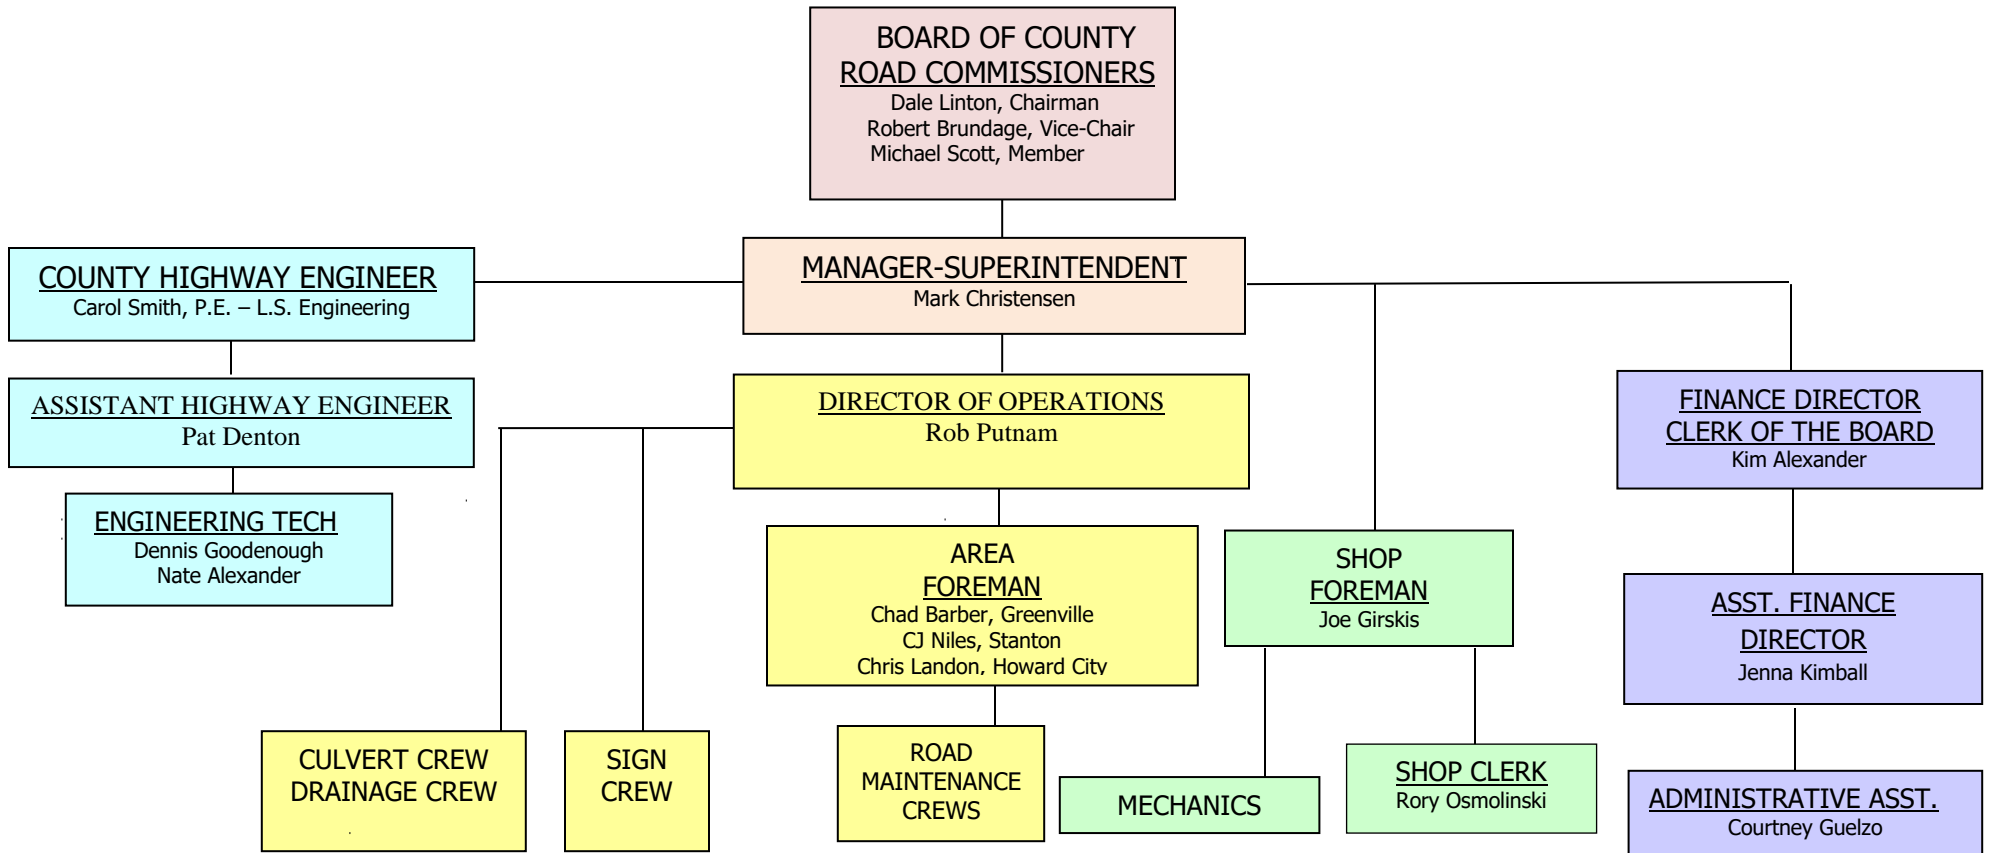 BOARD OF COUNTY
ROAD COMMISSIONERS
Dale Linton, Chairman
Robert Brundage, Vice-Chair
Michael Scott, Member
COUNTY HIGHWAY ENGINEER
Carol Smith, P.E. – L.S. Engineering
MANAGER-SUPERINTENDENT
Mark Christensen
ASSISTANT HIGHWAY ENGINEER
Pat Denton
DIRECTOR OF OPERATIONS
Rob Putnam
FINANCE DIRECTOR
CLERK OF THE BOARD
Kim Alexander
ENGINEERING TECH
Dennis Goodenough
Nate Alexander
AREA
FOREMAN
Chad Barber, Greenville
CJ Niles, Stanton
Chris Landon, Howard City
SHOP
FOREMAN
Joe Girskis
ASST. FINANCE
DIRECTOR
Jenna Kimball
CULVERT CREW
DRAINAGE CREW
SIGN
CREW
ROAD
MAINTENANCE
CREWS
MECHANICS
SHOP CLERK
Rory Osmolinski
ADMINISTRATIVE ASST.
Courtney Guelzo